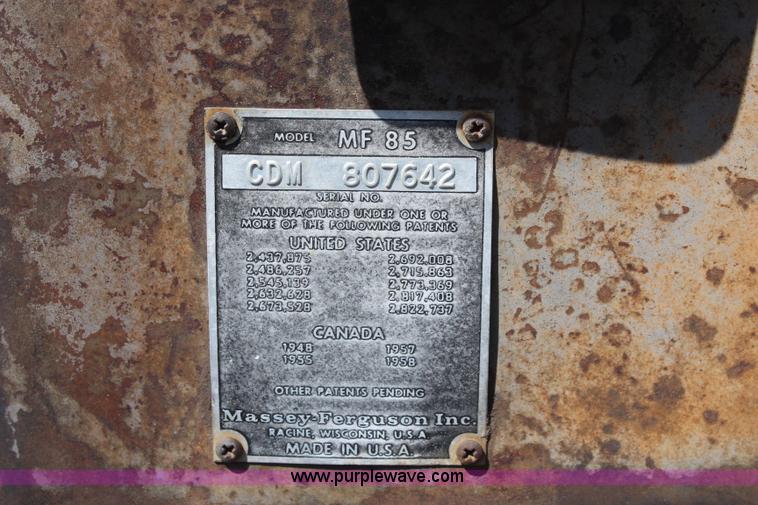 MODEL MF 85
CDM 807642
SERIAL NO.
MANUFACTURED UNDER ONE OR
MORE OF THE FOLLOWING PATENTS
UNITED STATES
2,437,875 2,692,008
2,486,257 2,715,863
2,545,139 2,773,369
2,632,628 2,817,408
2,673,528 2,822,737
CANADA
1948 1957
1955 1958
OTHER PATENTS PENDING
Massey-Ferguson Inc.
RACINE, WISCONSIN, U.S.A.
MADE IN U.S.A.
www.purplewave.com